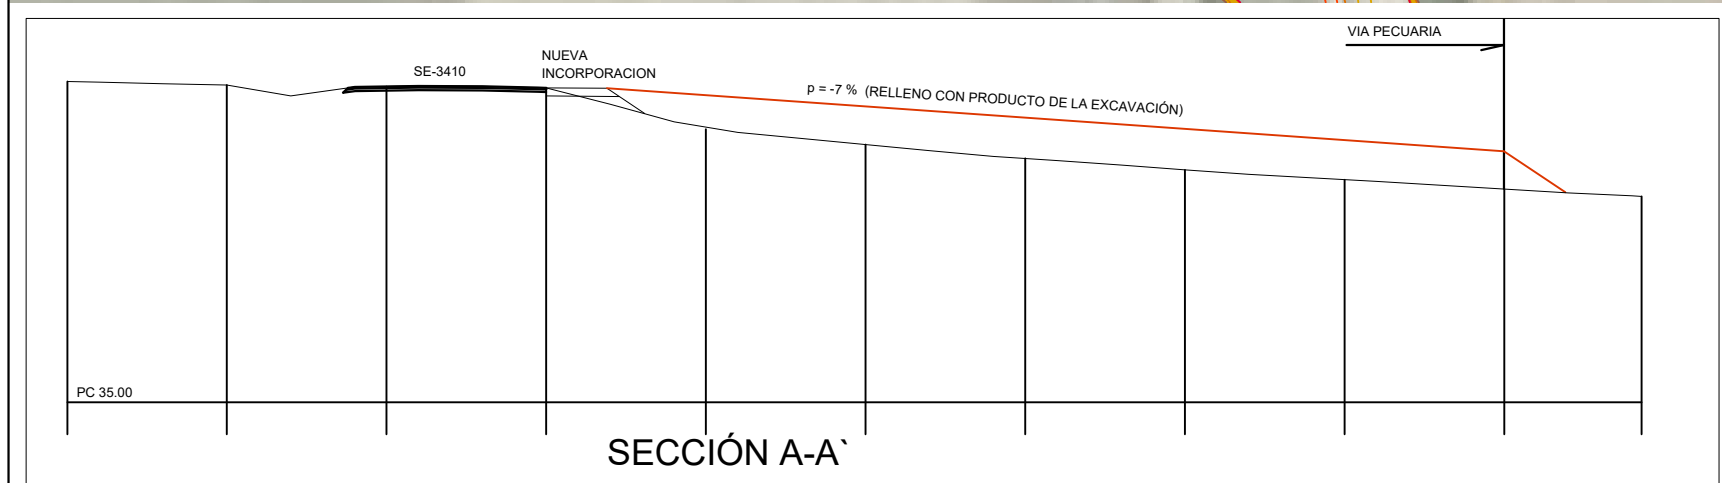 VIA PECUARIA
NUEVA
INCORPORACION
SE-3410
p = -7 % (RELLENO CON PRODUCTO DE LA EXCAVACIÓN)
PC 35.00
SECCIÓN A-A`